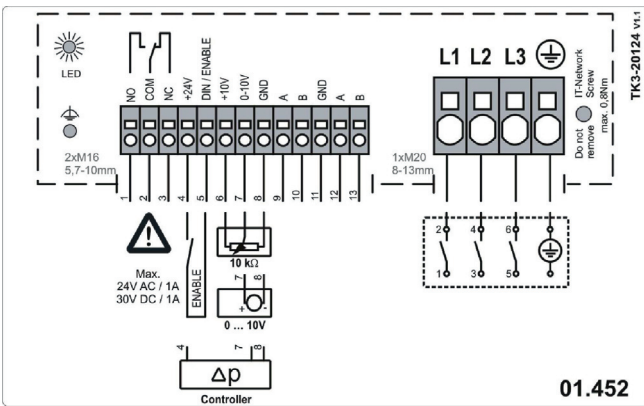 LED
NO
COM
NC
+24V
DIN / ENABLE
+10V
0-10V
GND
A
B
GND
A
B
L1 L2 L3
IT-Network
Screw
Do not
remove
max. 0,8Nm
TK3-20124 V1.1
2xM16
5,7-10mm
1xM20
8-13mm
1 2 3 4 5 6 7 8 9 10 11 12 13
Max.
24V AC / 1A
30V DC / 1A
ENABLE
10 kΩ
7 8
+ -
0 ... 10V
4 7 8
Δp
Controller
2 4 6
1 3 5
01.452